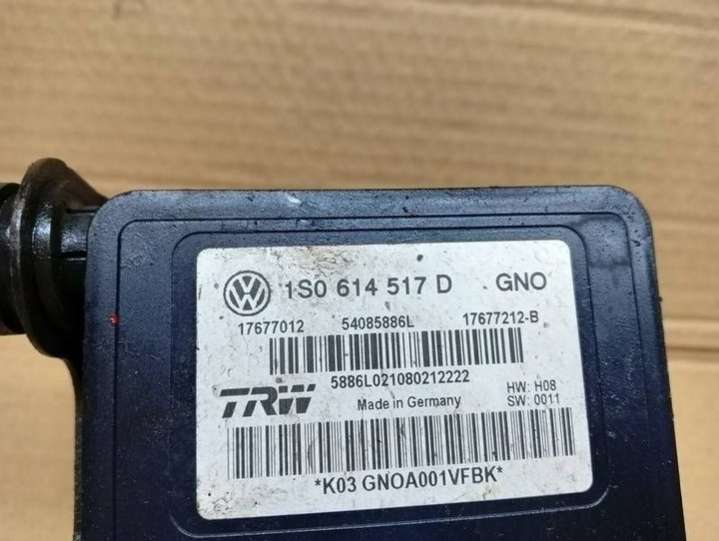 1S0 614 517 D GNO
17677012 54085886L 17677212-B
5886L021080212222
TRW Made in Germany HW: H08
SW: 0011
*K03 GNOA001VFBK*